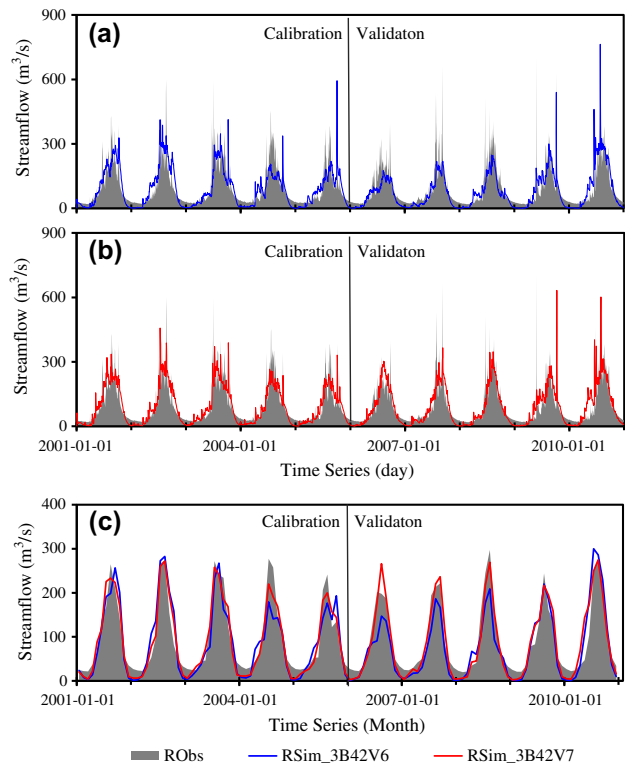 900
(a)
Calibration
Validaton
600
300
0
Streamflow (m³/s)
900
(b)
Calibration
Validaton
600
300
0
Streamflow (m³/s)
2001-01-01
2004-01-01
2007-01-01
2010-01-01
Time Series (day)
400
(c)
Calibration
Validaton
300
200
100
0
Streamflow (m³/s)
2001-01-01
2004-01-01
2007-01-01
2010-01-01
Time Series (Month)
RObs
RSim_3B42V6
RSim_3B42V7